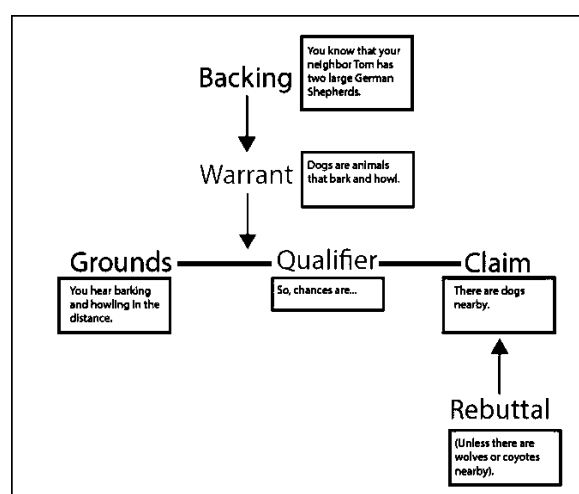 Backing
You know that your
neighbor Tom has
two large German
Shepherds.
Warrant
Dogs are animals
that bark and howl.
Grounds
Qualifier
Claim
You hear barking
and howling in the
distance.
So, chances are...
There are dogs
nearby.
Rebuttal
(Unless there are
wolves or coyotes
nearby).